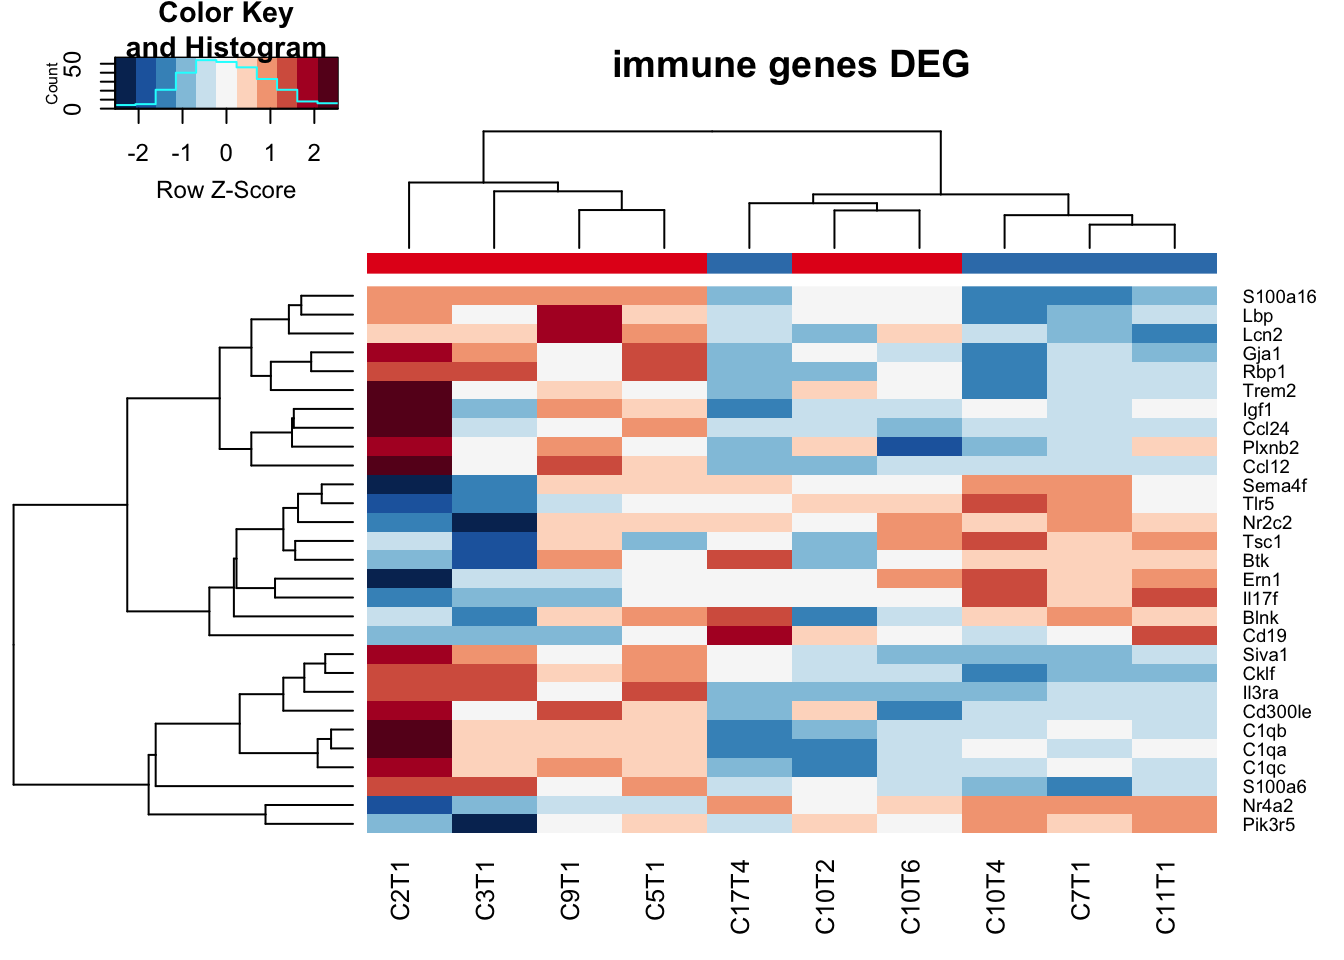 Color Key
and Histogram
Count
0 50
-2 -1 0 1 2
Row Z-Score
immune genes DEG
S100a16
Lbp
Lcn2
Gja1
Rbp1
Trem2
Igf1
Ccl24
Plxnb2
Ccl12
Sema4f
Tlr5
Nr2c2
Tsc1
Btk
Ern1
Il17f
Blnk
Cd19
Siva1
Cklf
Il3ra
Cd300le
C1qb
C1qa
C1qc
S100a6
Nr4a2
Pik3r5
C2T1 C3T1 C9T1 C5T1 C17T4 C10T2 C10T6 C10T4 C7T1 C11T1